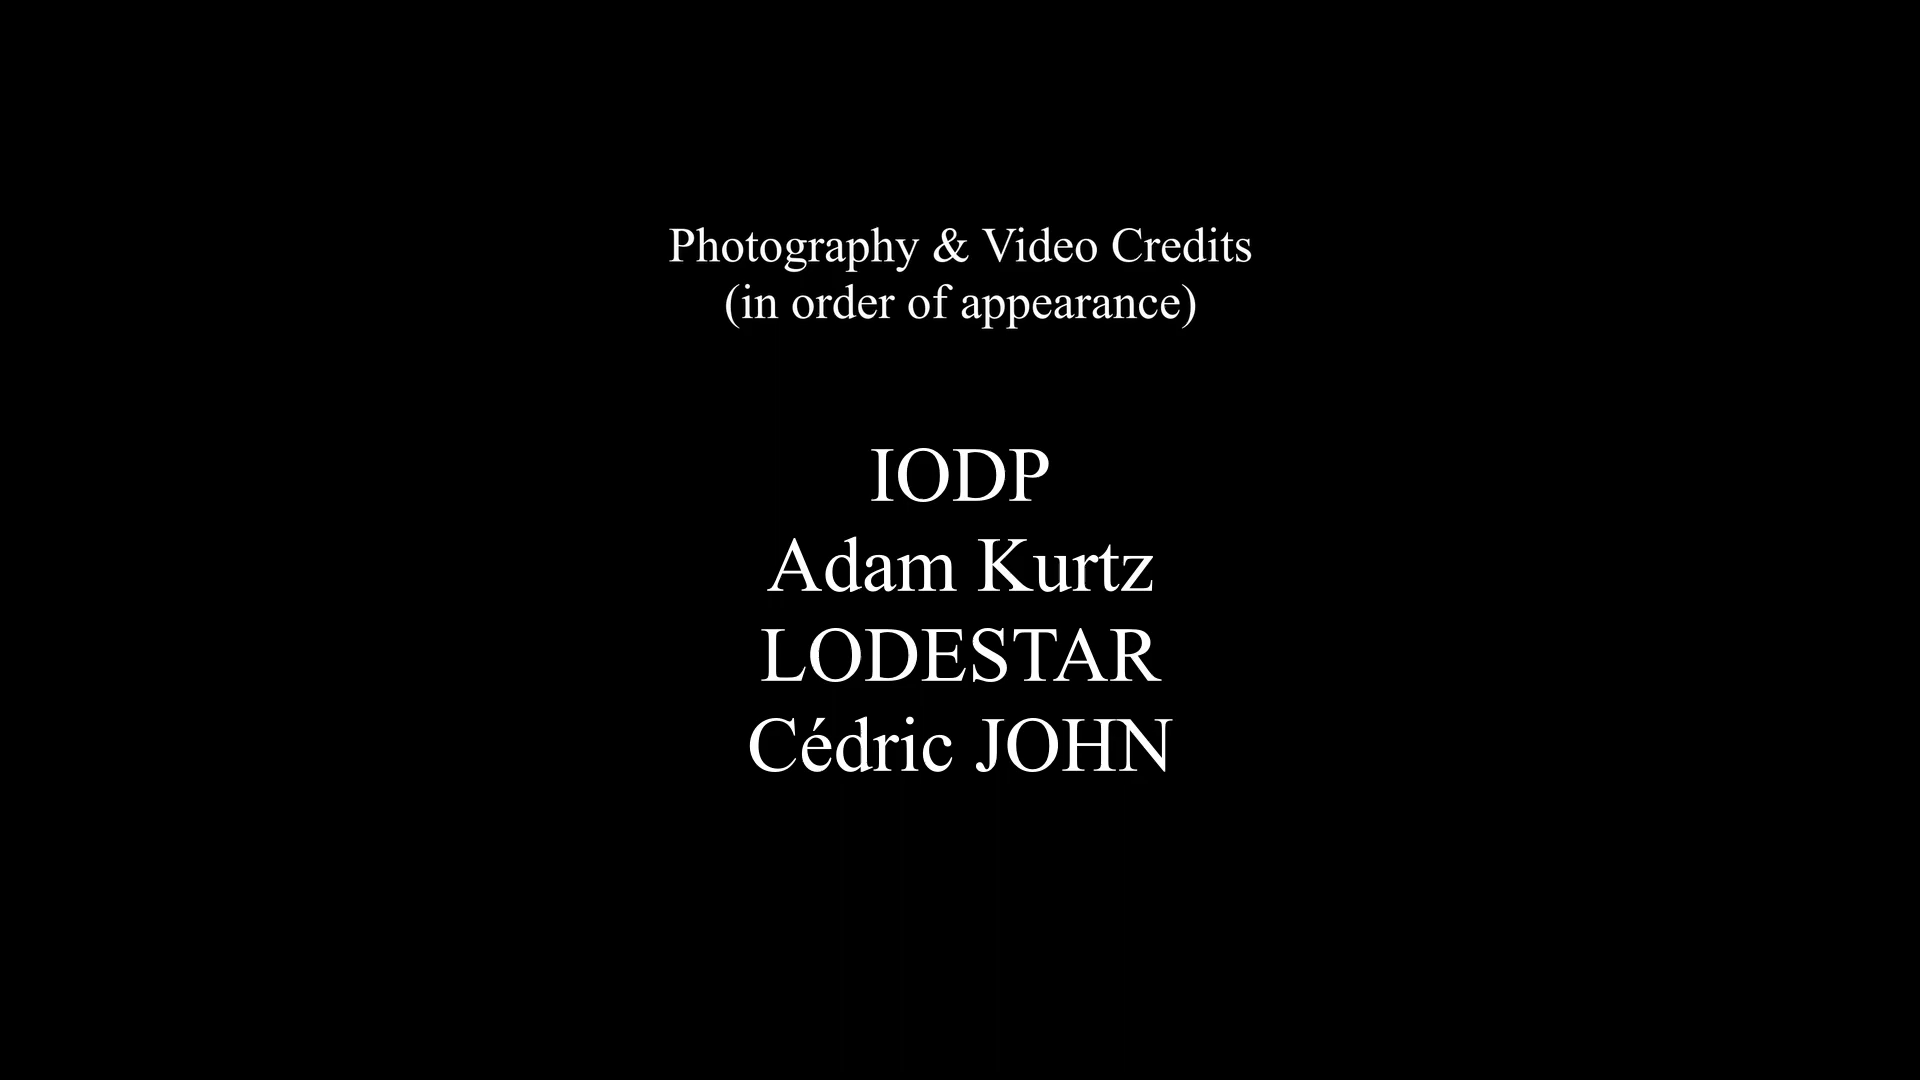 Photography & Video Credits
(in order of appearance)
IODP
Adam Kurtz
LODESTAR
Cédric JOHN